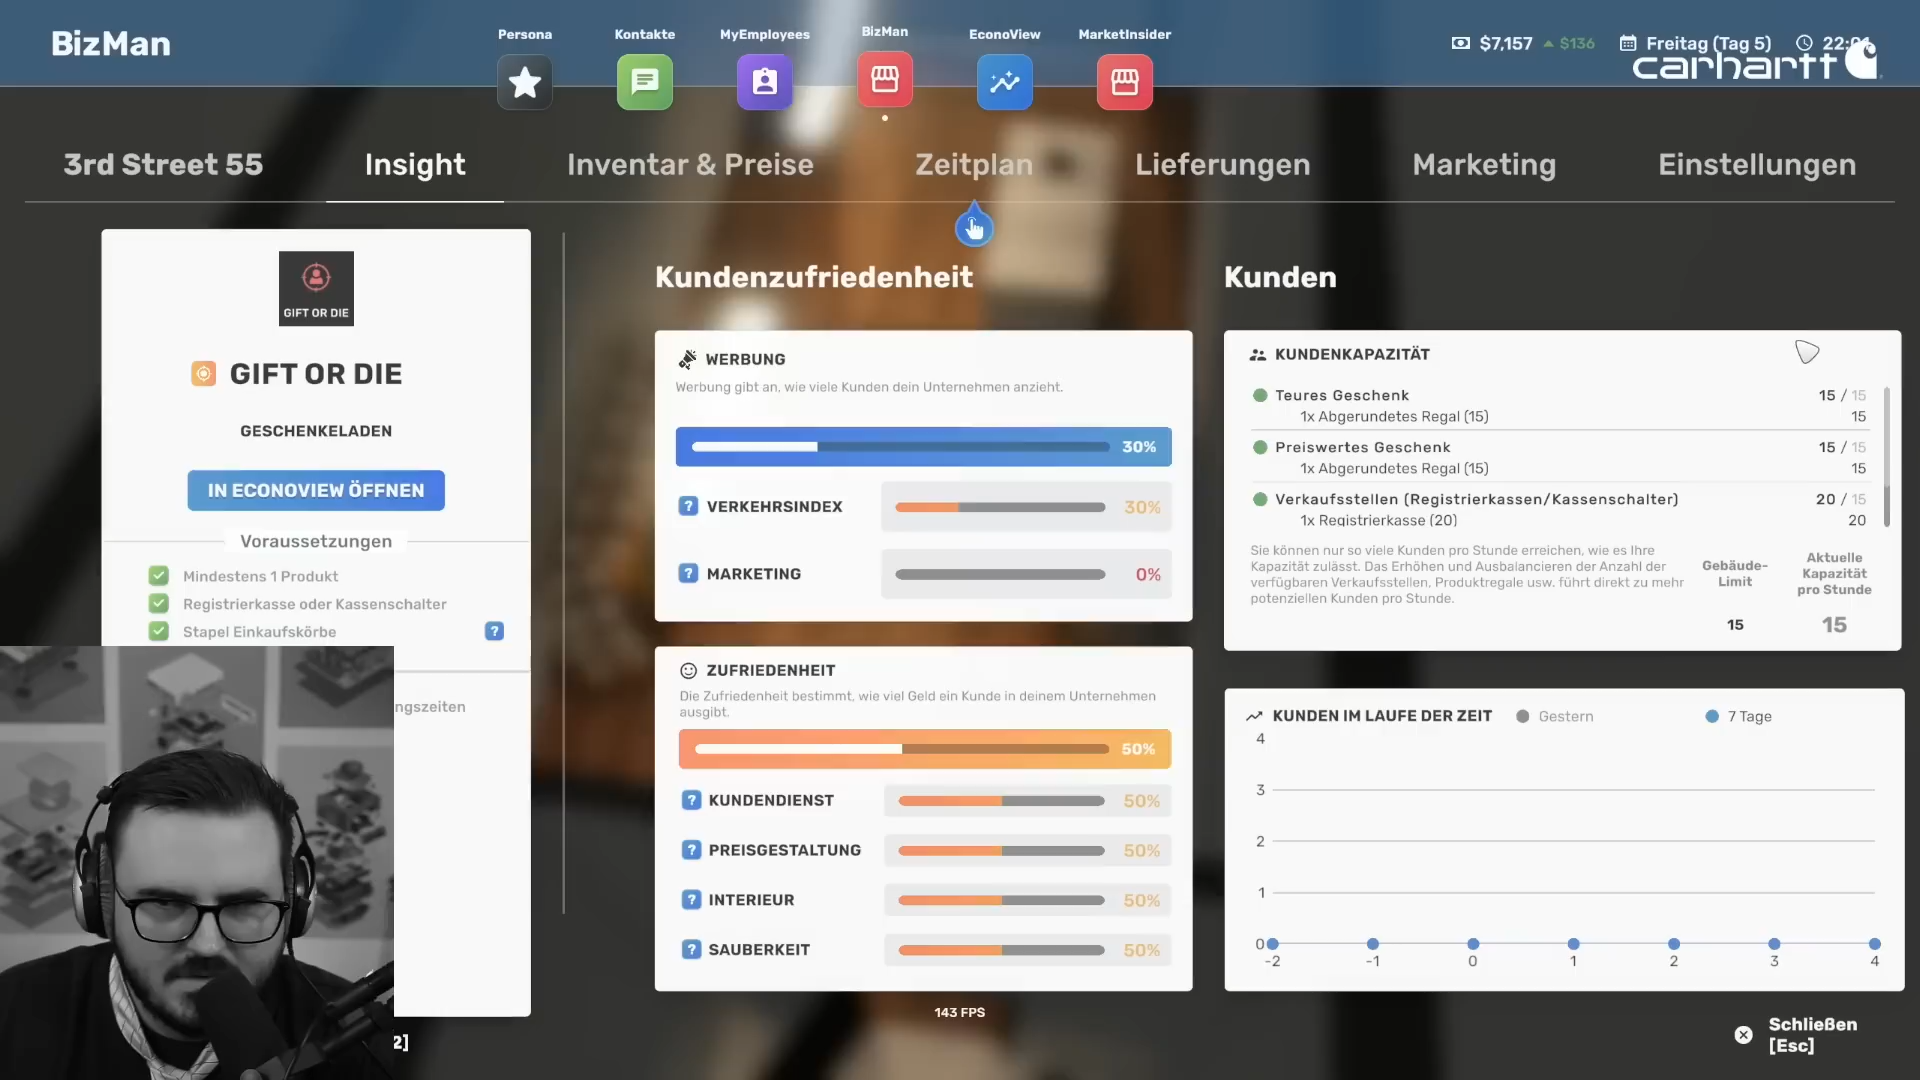 BizMan
Persona
Kontakte
MyEmployees
BizMan
EconoView
MarketInsider
$7,157
$136
Freitag (Tag 5)
carhartt
3rd Street 55
Insight
Inventar & Preise
Zeitplan
Lieferungen
Marketing
Einstellungen
GIFT OR DIE
GIFT OR DIE
GESCHENKELADEN
IN ECONOVIEW ÖFFNEN
Voraussetzungen
Mindestens 1 Produkt
Registrierkasse oder Kassenschalter
Stapel Einkaufskörbe
?
ngszeiten
2]
Kundenzufriedenheit
WERBUNG
Werbung gibt an, wie viele Kunden dein Unternehmen anzieht.
30%
? VERKEHRSINDEX 30%
? MARKETING 0%
ZUFRIEDENHEIT
Die Zufriedenheit bestimmt, wie viel Geld ein Kunde in deinem Unternehmen
ausgibt.
50%
? KUNDENDIENST 50%
? PREISGESTALTUNG 50%
? INTERIEUR 50%
? SAUBERKEIT 50%
143 FPS
Kunden
KUNDENKAPAZITÄT
Teures Geschenk 15 / 15
1x Abgerundetes Regal (15) 15
Preiswertes Geschenk 15 / 15
1x Abgerundetes Regal (15) 15
Verkaufsstellen (Registrierkassen/Kassenschalter) 20 / 15
1x Registrierkasse (20) 20
Sie können nur so viele Kunden pro Stunde erreichen, wie es Ihre
Kapazität zulässt. Das Erhöhen und Ausbalancieren der Anzahl der
verfügbaren Verkaufsstellen, Produktregale usw. führt direkt zu mehr
potenziellen Kunden pro Stunde.
Gebäude-
Limit
15
Aktuelle
Kapazität
pro Stunde
15
KUNDEN IM LAUFE DER ZEIT
Gestern
7 Tage
4
3
2
1
0
-2 -1 0 1 2 3 4
Schließen
[Esc]